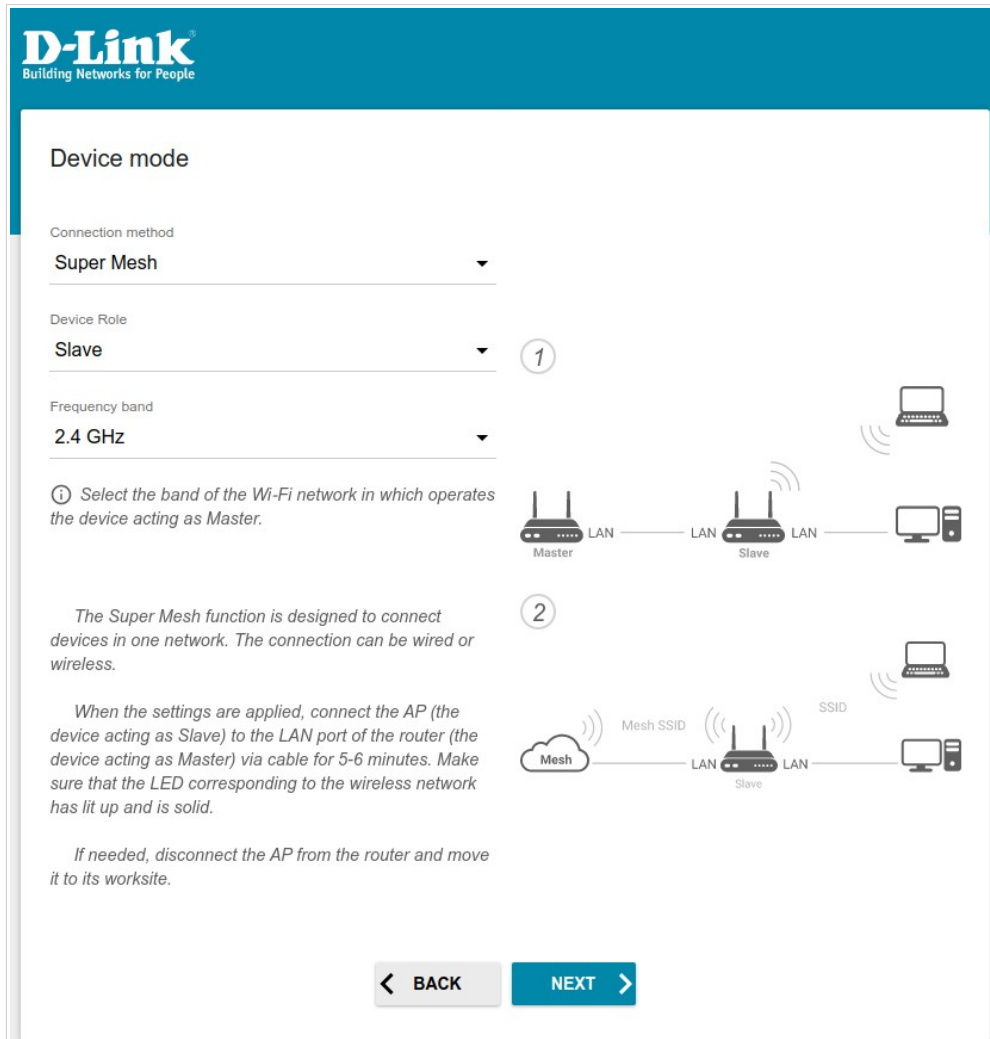 D-Link
Building Networks for People
Device mode
Connection method
Super Mesh
Device Role
Slave
Frequency band
2.4 GHz
Select the band of the Wi-Fi network in which operates
the device acting as Master.
The Super Mesh function is designed to connect
devices in one network. The connection can be wired or
wireless.
When the settings are applied, connect the AP (the
device acting as Slave) to the LAN port of the router (the
device acting as Master) via cable for 5-6 minutes. Make
sure that the LED corresponding to the wireless network
has lit up and is solid.
If needed, disconnect the AP from the router and move
it to its worksite.
1
LAN LAN LAN
Master Slave
2
SSID
Mesh SSID
Mesh LAN LAN
Slave
BACK NEXT